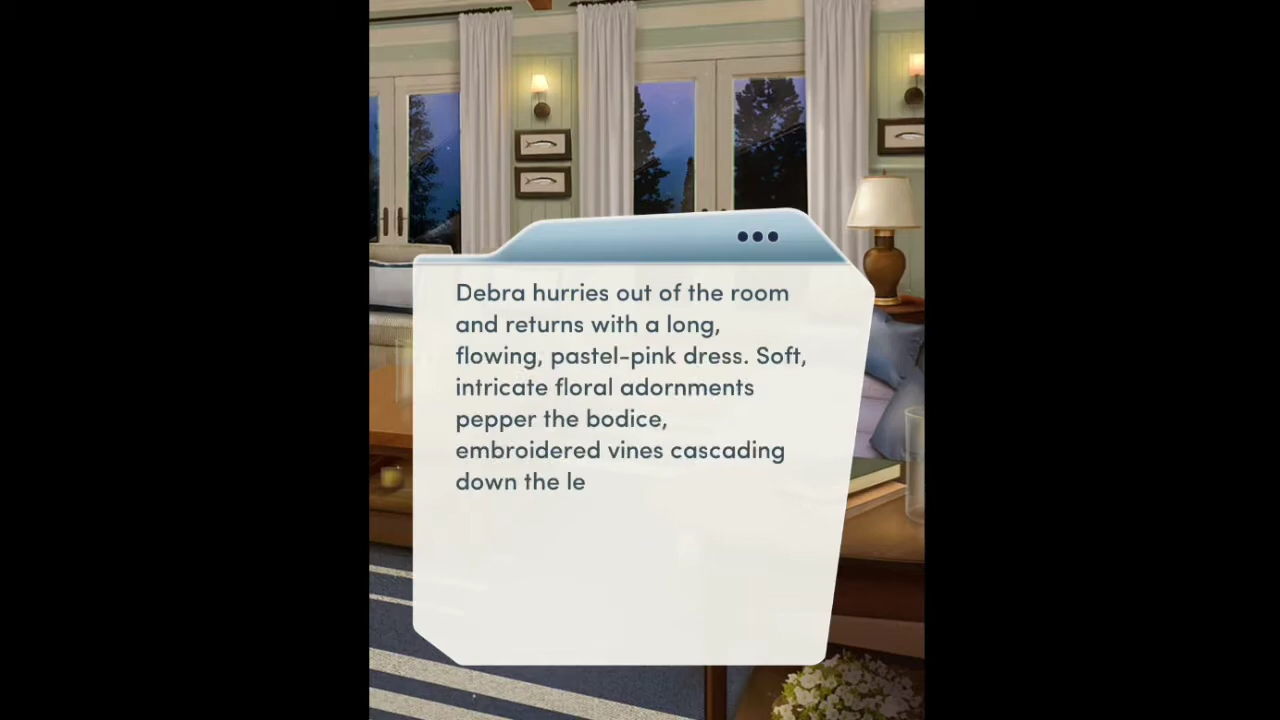 Debra hurries out of the room
and returns with a long,
flowing, pastel-pink dress. Soft,
intricate floral adornments
pepper the bodice,
embroidered vines cascading
down the le